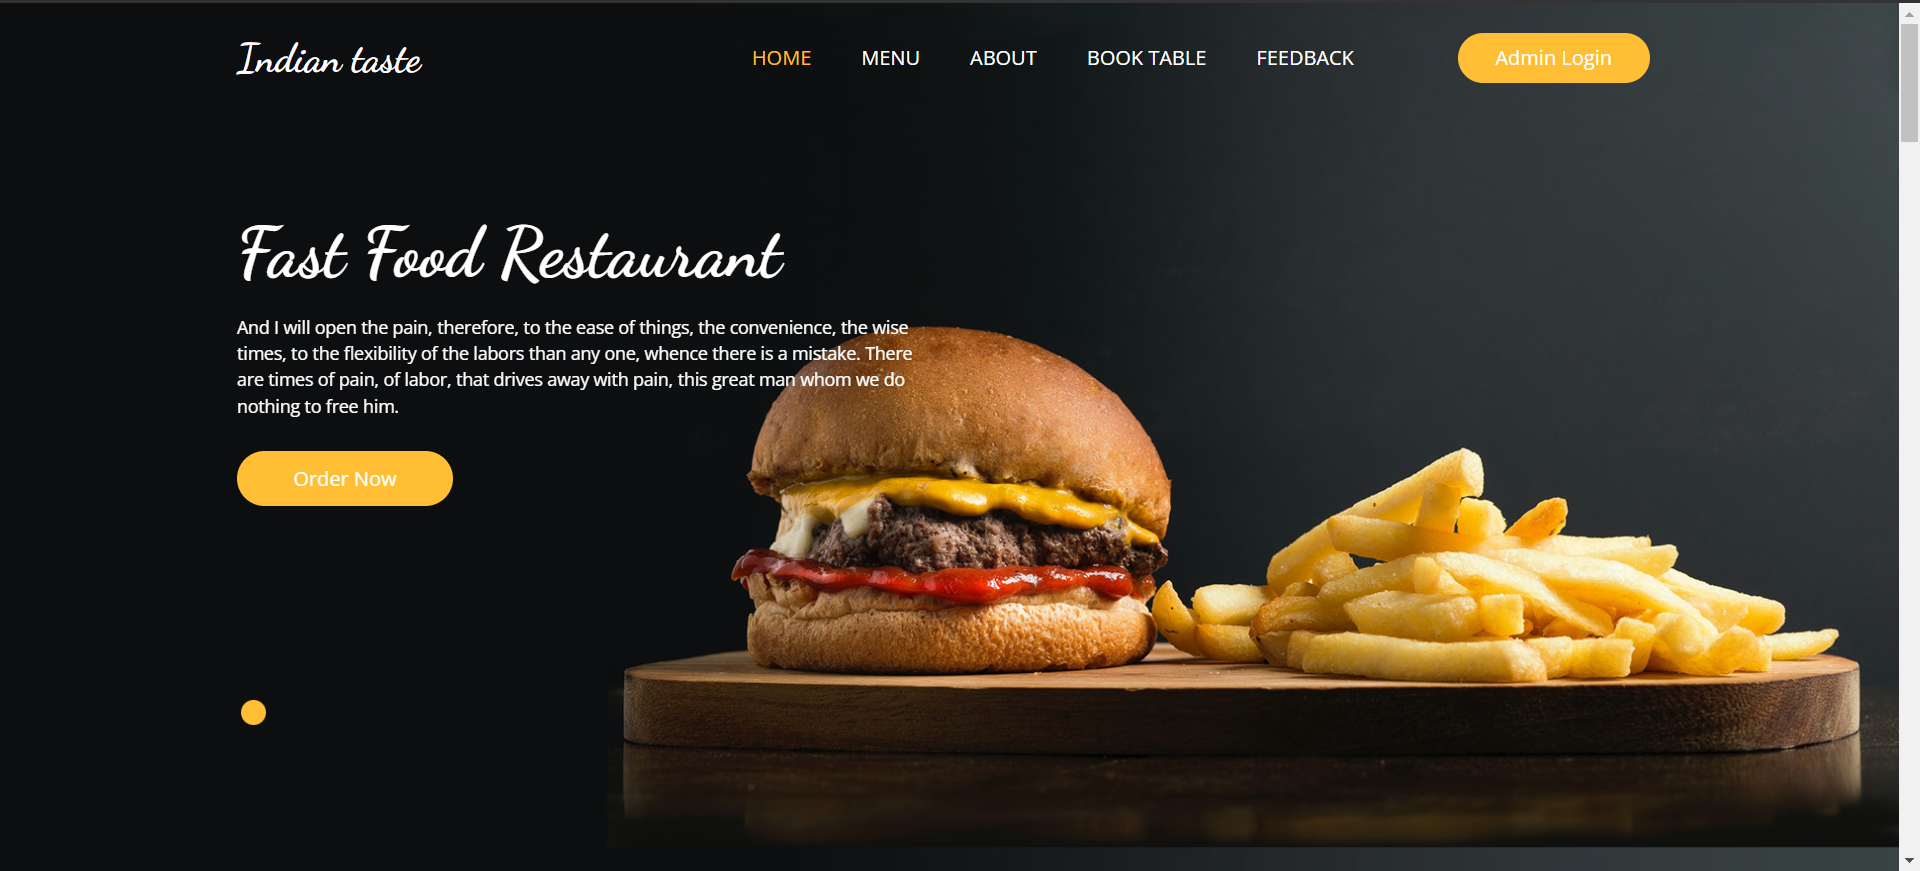 Indian taste
HOME MENU ABOUT BOOK TABLE FEEDBACK Admin Login
Fast Food Restaurant
And I will open the pain, therefore, to the ease of things, the convenience, the wise
times, to the flexibility of the labors than any one, whence there is a mistake. There
are times of pain, of labor, that drives away with pain, this great man whom we do
nothing to free him.
Order Now